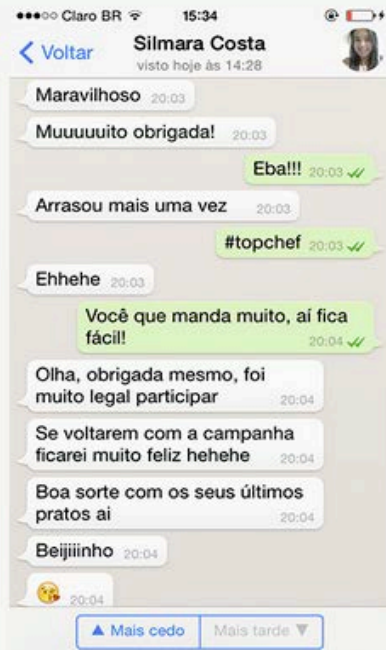 Claro BR 15:34
Voltar
Silmara Costa
visto hoje às 14:28
Maravilhoso 20:03
Muuuuuito obrigada! 20:03
Eba!!! 20:03
Arrasou mais uma vez 20:03
#topchef 20:03
Ehhehe 20:03
Você que manda muito, aí fica
fácil! 20:04
Olha, obrigada mesmo, foi
muito legal participar 20:04
Se voltarem com a campanha
ficarei muito feliz hehehe 20:04
Boa sorte com os seus últimos
pratos ai 20:04
Beijiiinho 20:04
20:04
▲ Mais cedo Mais tarde ▼